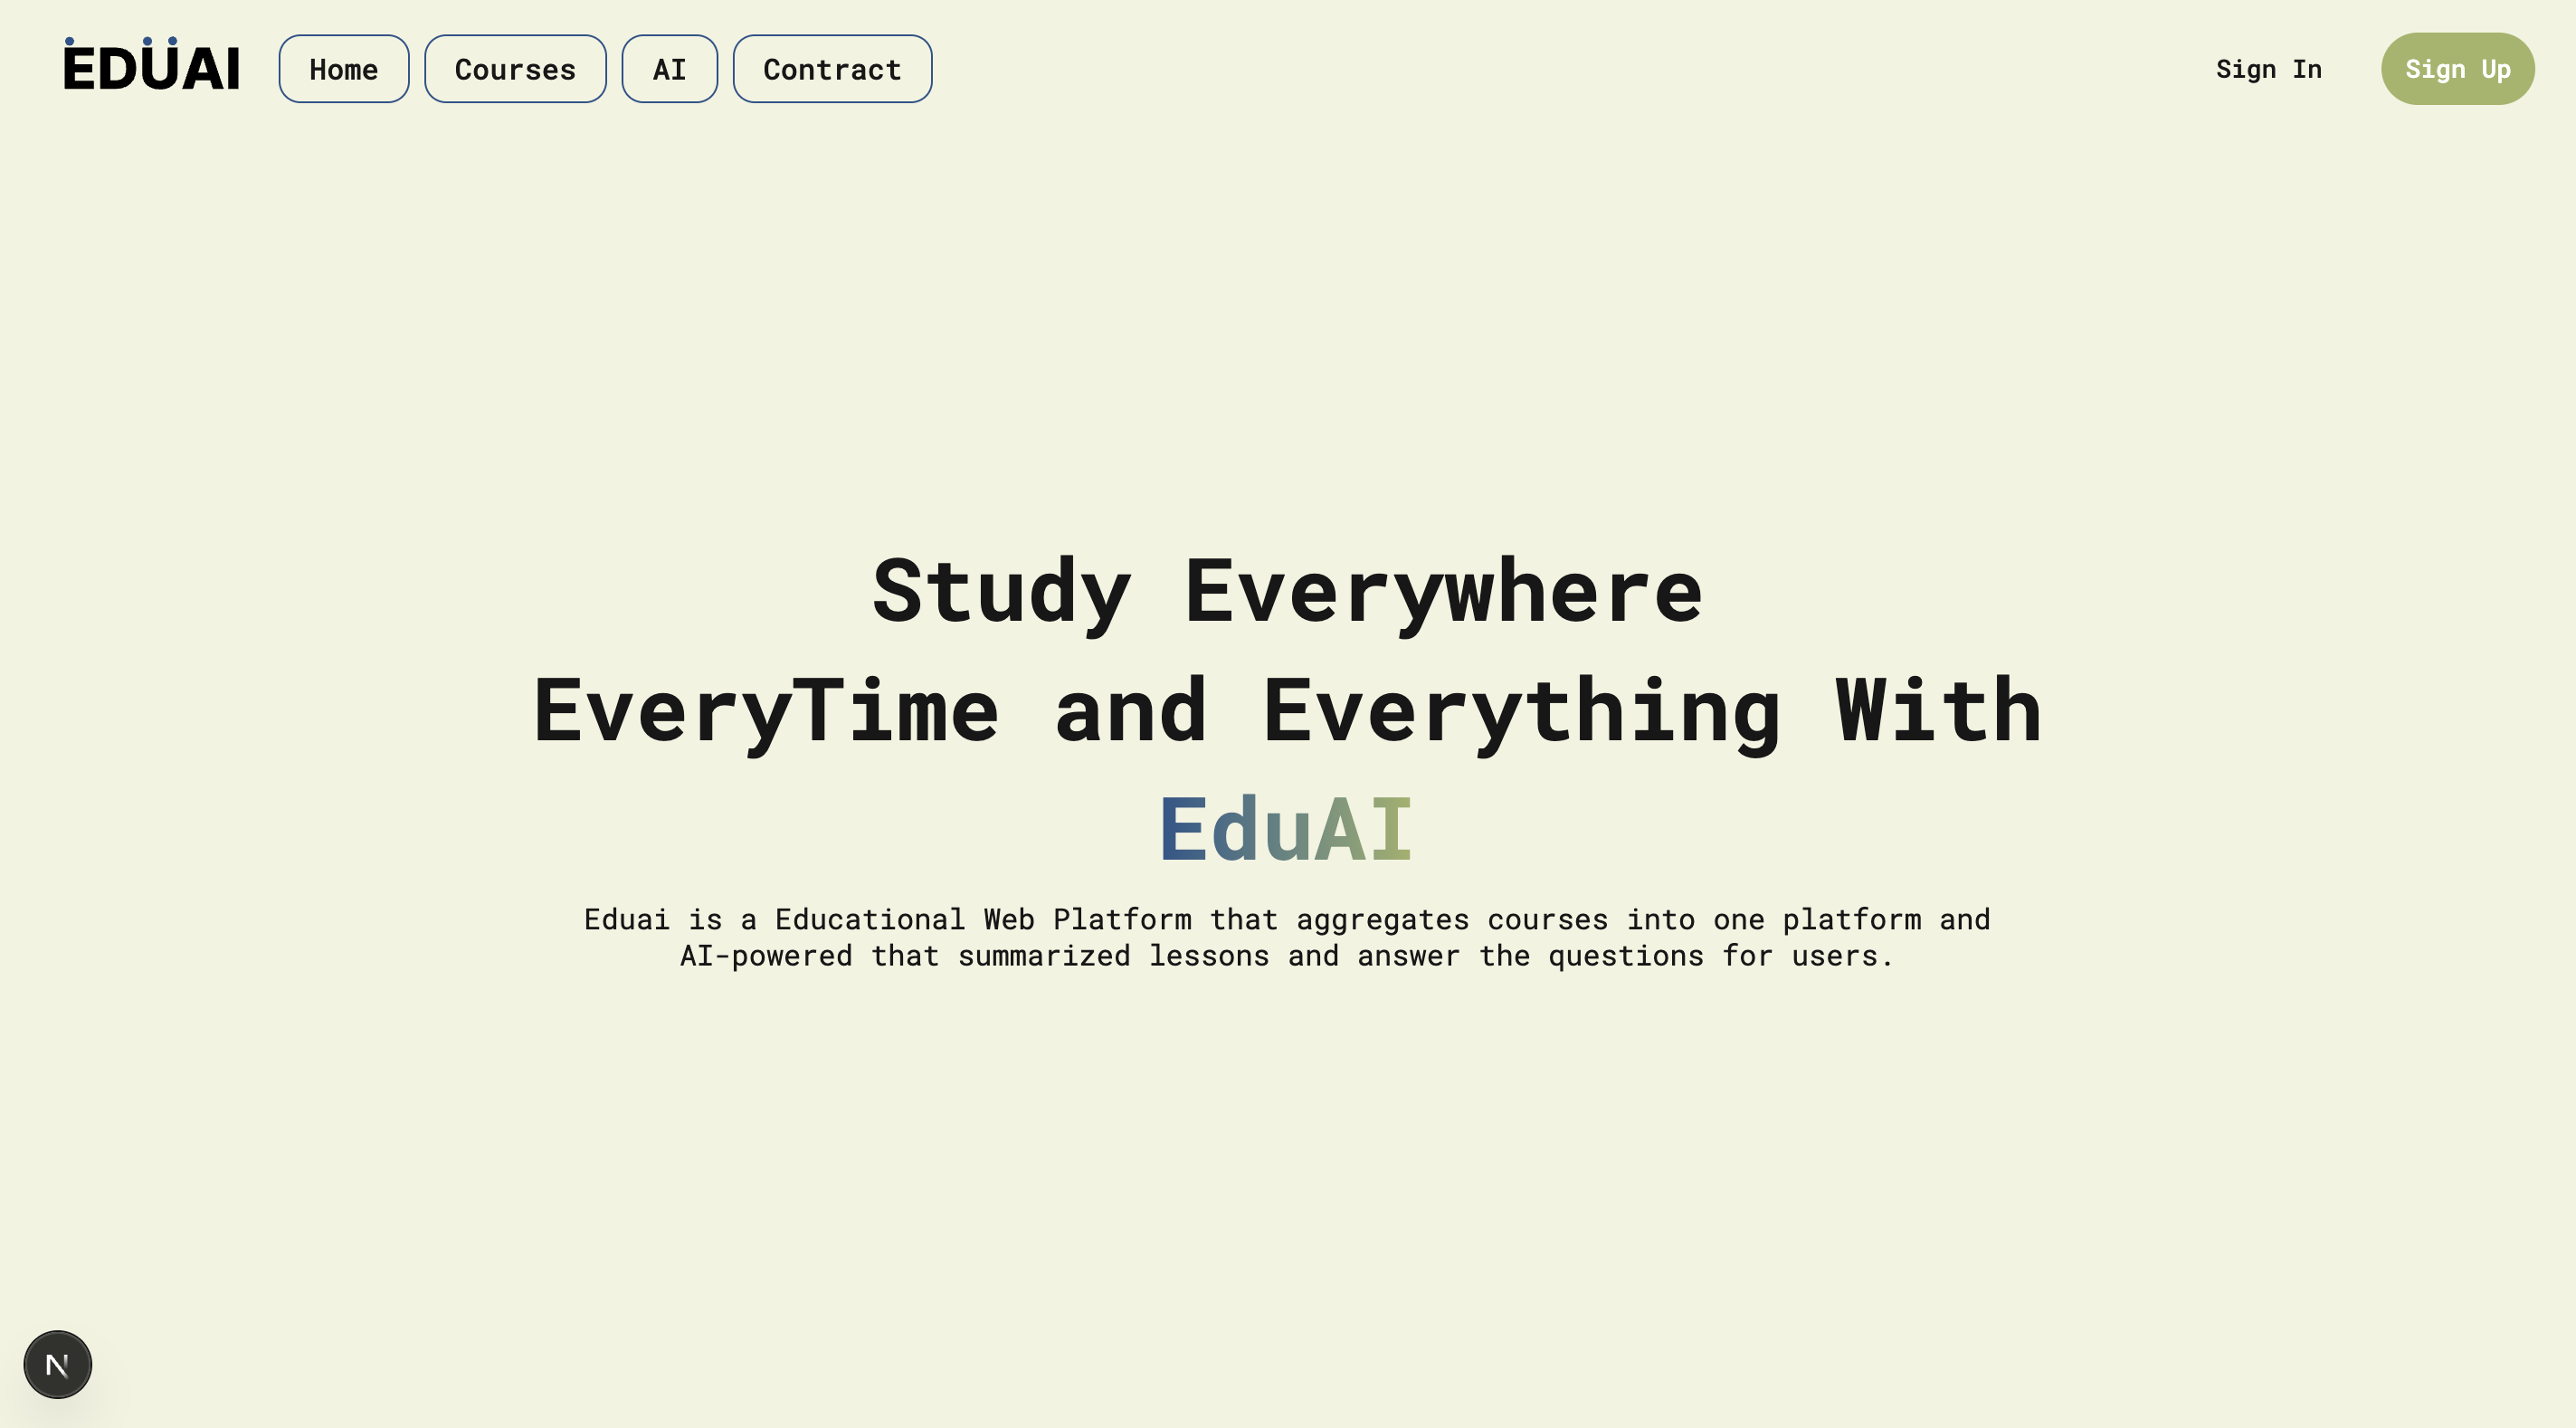 EDUAI
Home
Courses
AI
Contract
Sign In
Sign Up
Study Everywhere
EveryTime and Everything With
EduAI
Eduai is a Educational Web Platform that aggregates courses into one platform and
AI-powered that summarized lessons and answer the questions for users.
N